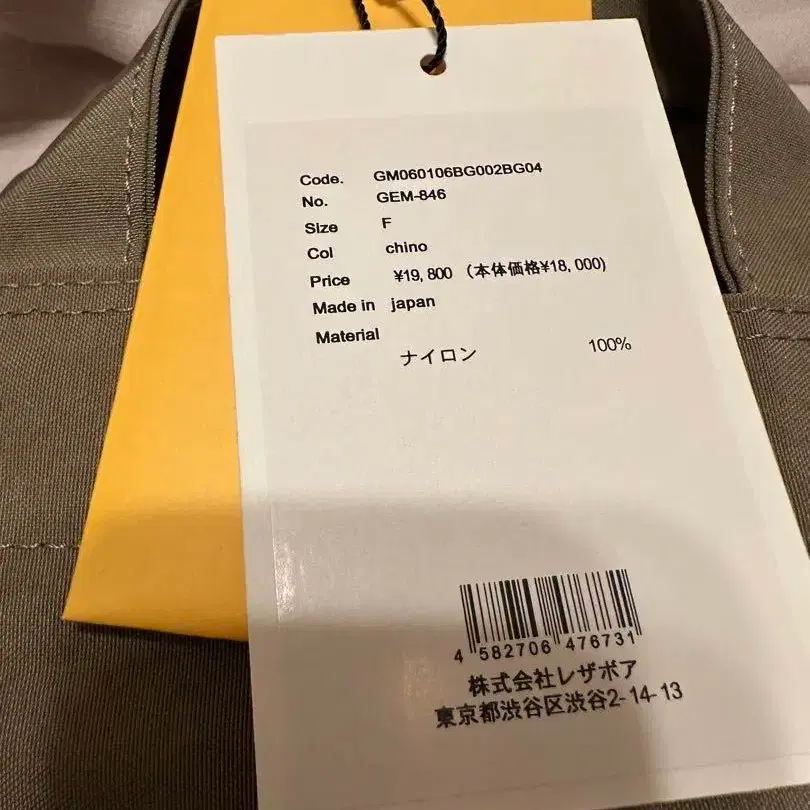 Code. GM060106BG002BG04
No. GEM-846
Size F
Col chino
Price ¥19,800 (本体価格¥18,000)
Made in japan
Material
ナイロン 100%
4 582706 476731
株式会社レザボア
東京都渋谷区渋谷2-14-13